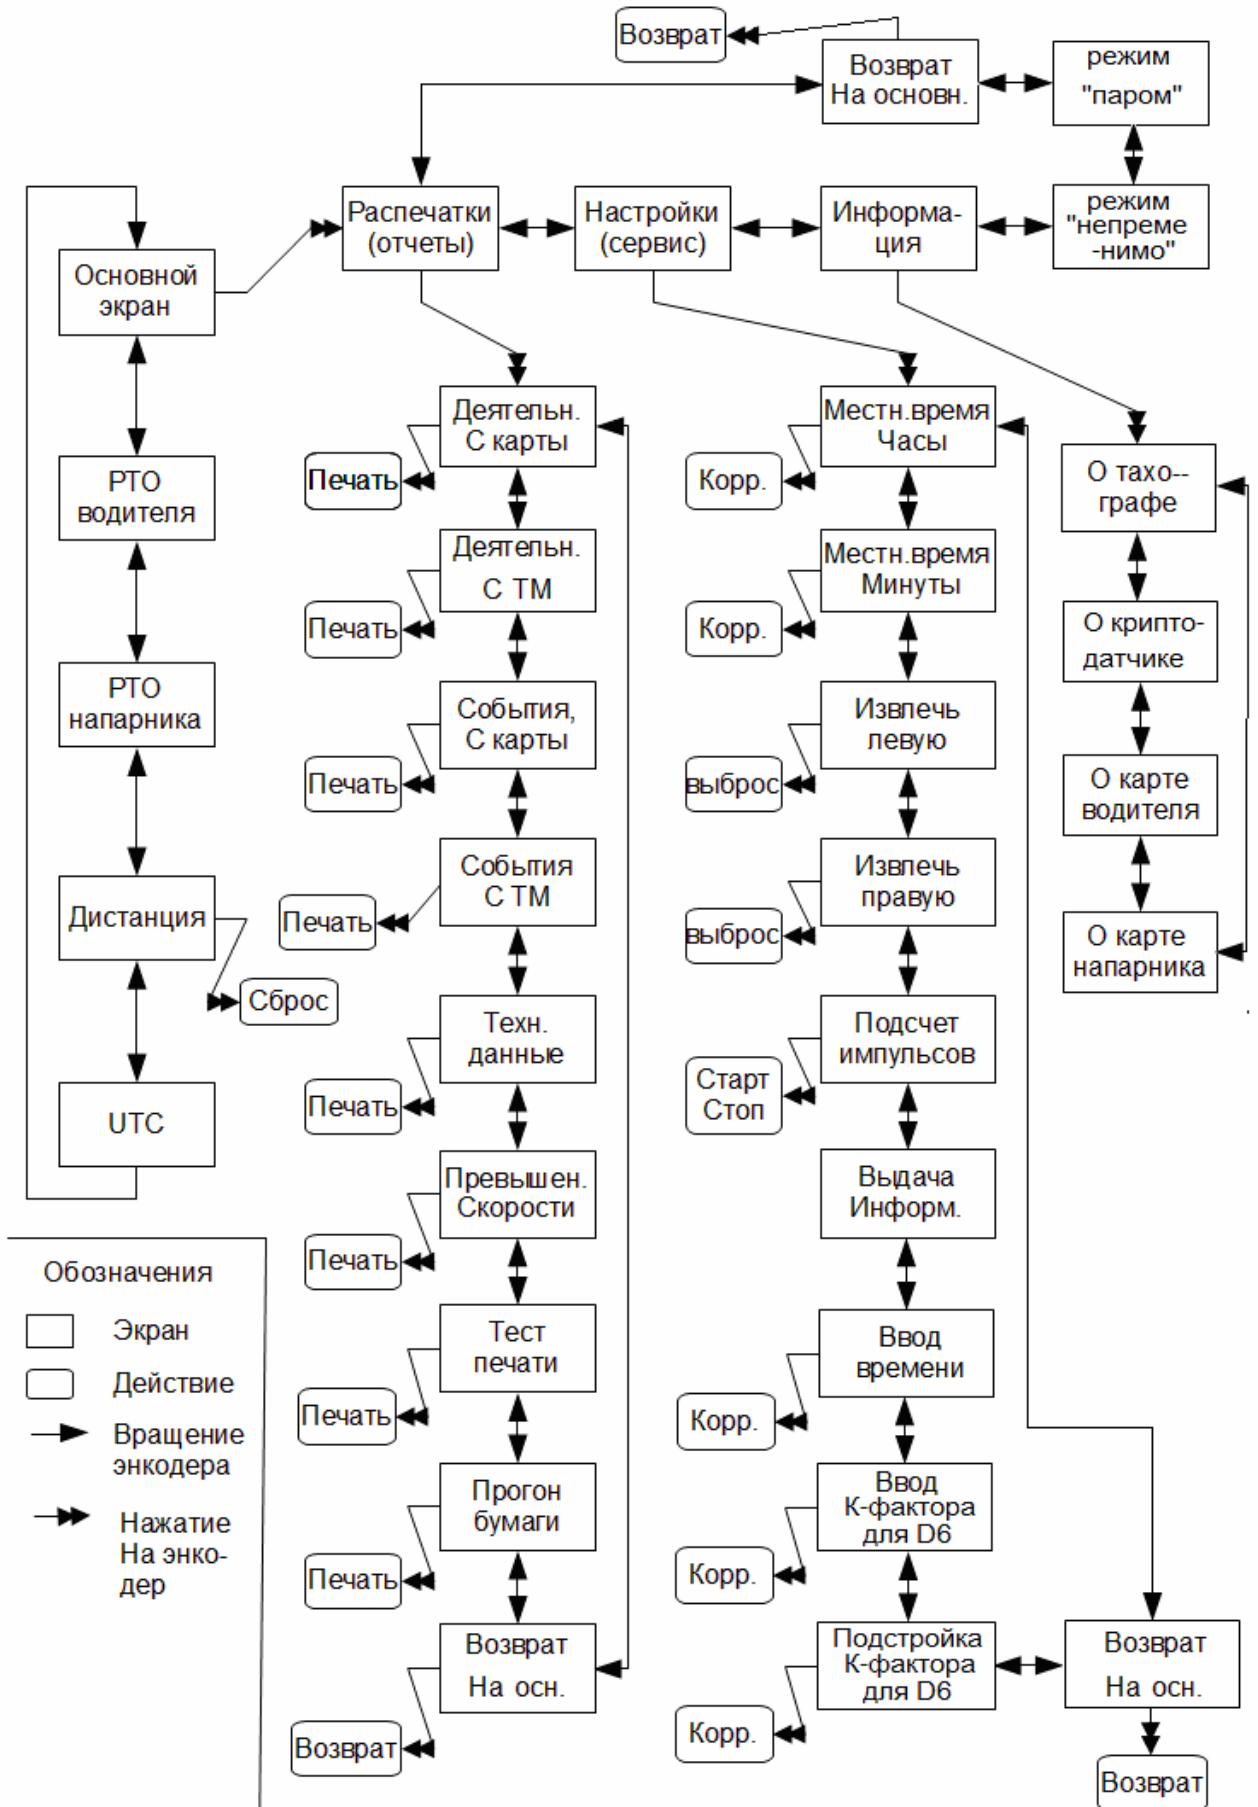 Возврат
Возврат
На основн.
режим
"паром"
Распечатки
(отчеты)
Настройки
(сервис)
Информа-
ция
режим
"непреме
-нимо"
Основной
экран
РТО
водителя
РТО
напарника
Дистанция
Сброс
UTC
Деятельн.
С карты
Печать
Деятельн.
С ТМ
Печать
События,
С карты
Печать
События
С ТМ
Печать
Техн.
данные
Печать
Превышен.
Скорости
Печать
Тест
печати
Печать
Прогон
бумаги
Печать
Возврат
На осн.
Возврат
Местн.время
Часы
Корр.
Местн.время
Минуты
Корр.
Извлечь
левую
выброс
Извлечь
правую
выброс
Подсчет
импульсов
Старт
Стоп
Выдача
Информ.
Ввод
времени
Корр.
Ввод
К-фактора
для D6
Корр.
Подстройка
К-фактора
для D6
Корр.
Возврат
На осн.
Возврат
О тахо--
графе
О крипто-
датчике
О карте
водителя
О карте
напарника
Обозначения
Экран
Действие
Вращение
энкодера
Нажатие
На энко-
дер